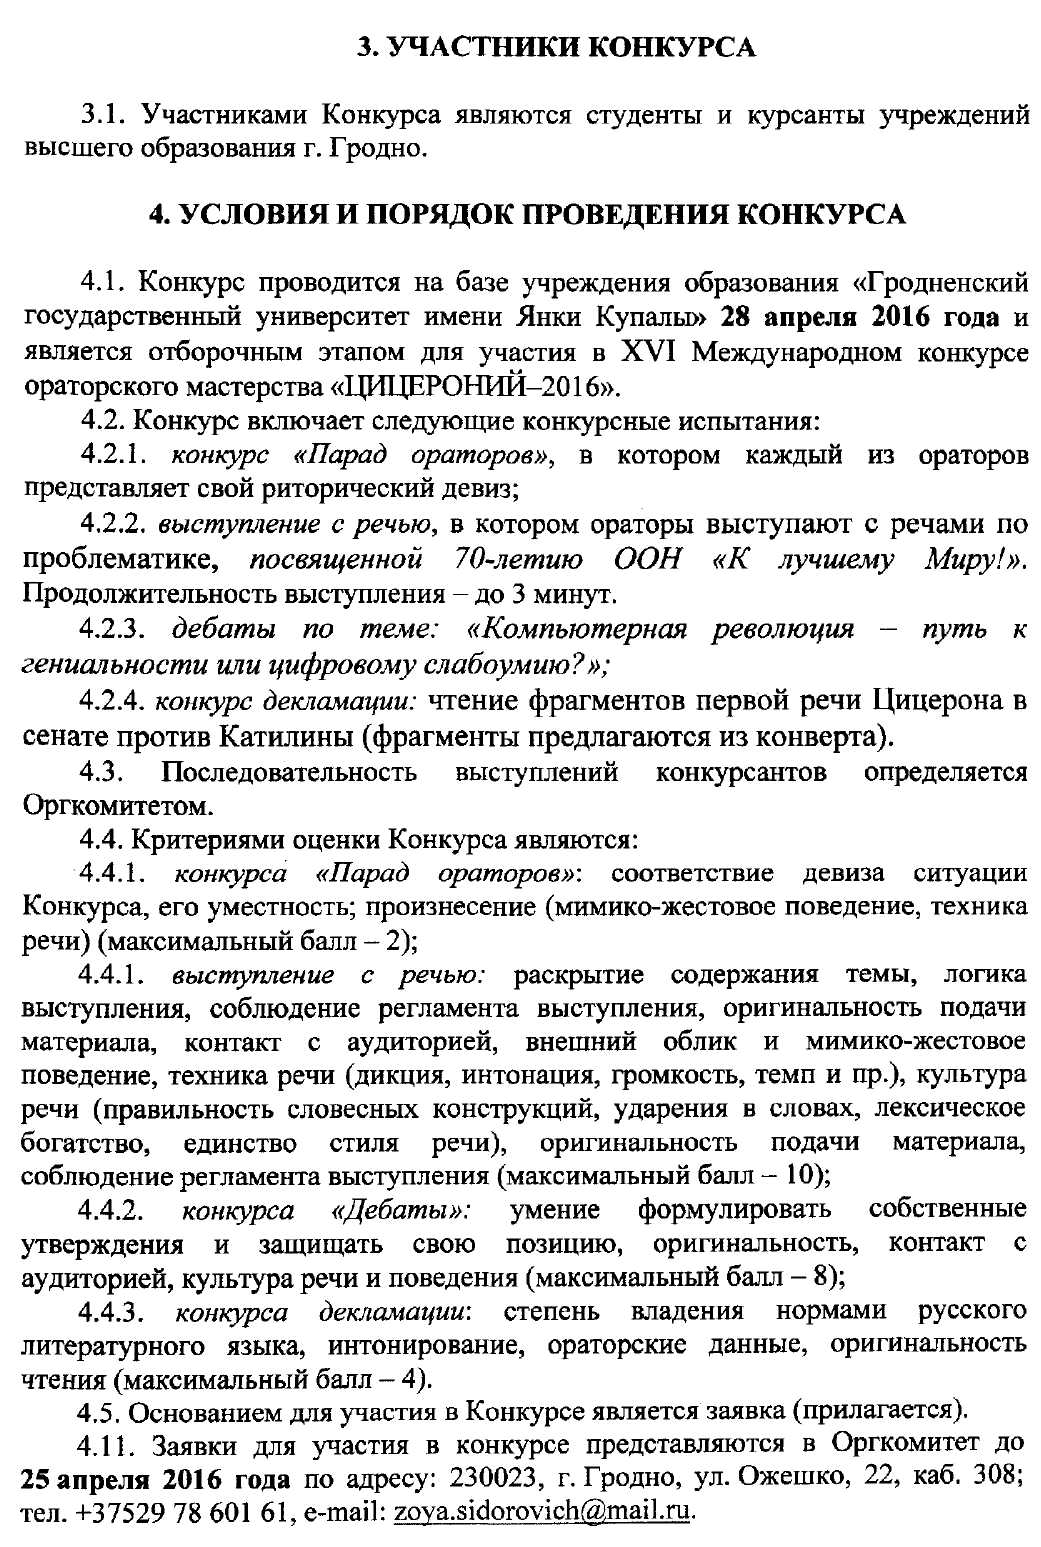 3. УЧАСТНИКИ КОНКУРСА
3.1. Участниками Конкурса являются студенты и курсанты учреждений
высшего образования г. Гродно.
4. УСЛОВИЯ И ПОРЯДОК ПРОВЕДЕНИЯ КОНКУРСА
4.1. Конкурс проводится на базе учреждения образования «Гродненский
государственный университет имени Янки Купалы» 28 апреля 2016 года и
является отборочным этапом для участия в XVI Международном конкурсе
ораторского мастерства «ЦИЦЕРОНИЙ–2016».
4.2. Конкурс включает следующие конкурсные испытания:
4.2.1. конкурс «Парад ораторов», в котором каждый из ораторов
представляет свой риторический девиз;
4.2.2. выступление с речью, в котором ораторы выступают с речами по
проблематике, посвященной 70-летию ООН «К лучшему Миру!».
Продолжительность выступления – до 3 минут.
4.2.3. дебаты по теме: «Компьютерная революция – путь к
гениальности или цифровому слабоумию?»;
4.2.4. конкурс декламации: чтение фрагментов первой речи Цицерона в
сенате против Катилины (фрагменты предлагаются из конверта).
4.3. Последовательность выступлений конкурсантов определяется
Оргкомитетом.
4.4. Критериями оценки Конкурса являются:
4.4.1. конкурса «Парад ораторов»: соответствие девиза ситуации
Конкурса, его уместность; произнесение (мимико-жестовое поведение, техника
речи) (максимальный балл – 2);
4.4.1. выступление с речью: раскрытие содержания темы, логика
выступления, соблюдение регламента выступления, оригинальность подачи
материала, контакт с аудиторией, внешний облик и мимико-жестовое
поведение, техника речи (дикция, интонация, громкость, темп и пр.), культура
речи (правильность словесных конструкций, ударения в словах, лексическое
богатство, единство стиля речи), оригинальность подачи материала,
соблюдение регламента выступления (максимальный балл – 10);
4.4.2. конкурса «Дебаты»: умение формулировать собственные
утверждения и защищать свою позицию, оригинальность, контакт с
аудиторией, культура речи и поведения (максимальный балл – 8);
4.4.3. конкурса декламации: степень владения нормами русского
литературного языка, интонирование, ораторские данные, оригинальность
чтения (максимальный балл – 4).
4.5. Основанием для участия в Конкурсе является заявка (прилагается).
4.11. Заявки для участия в конкурсе представляются в Оргкомитет до
25 апреля 2016 года по адресу: 230023, г. Гродно, ул. Ожешко, 22, каб. 308;
тел. +37529 78 601 61, e-mail: zoya.sidorovich@mail.ru.